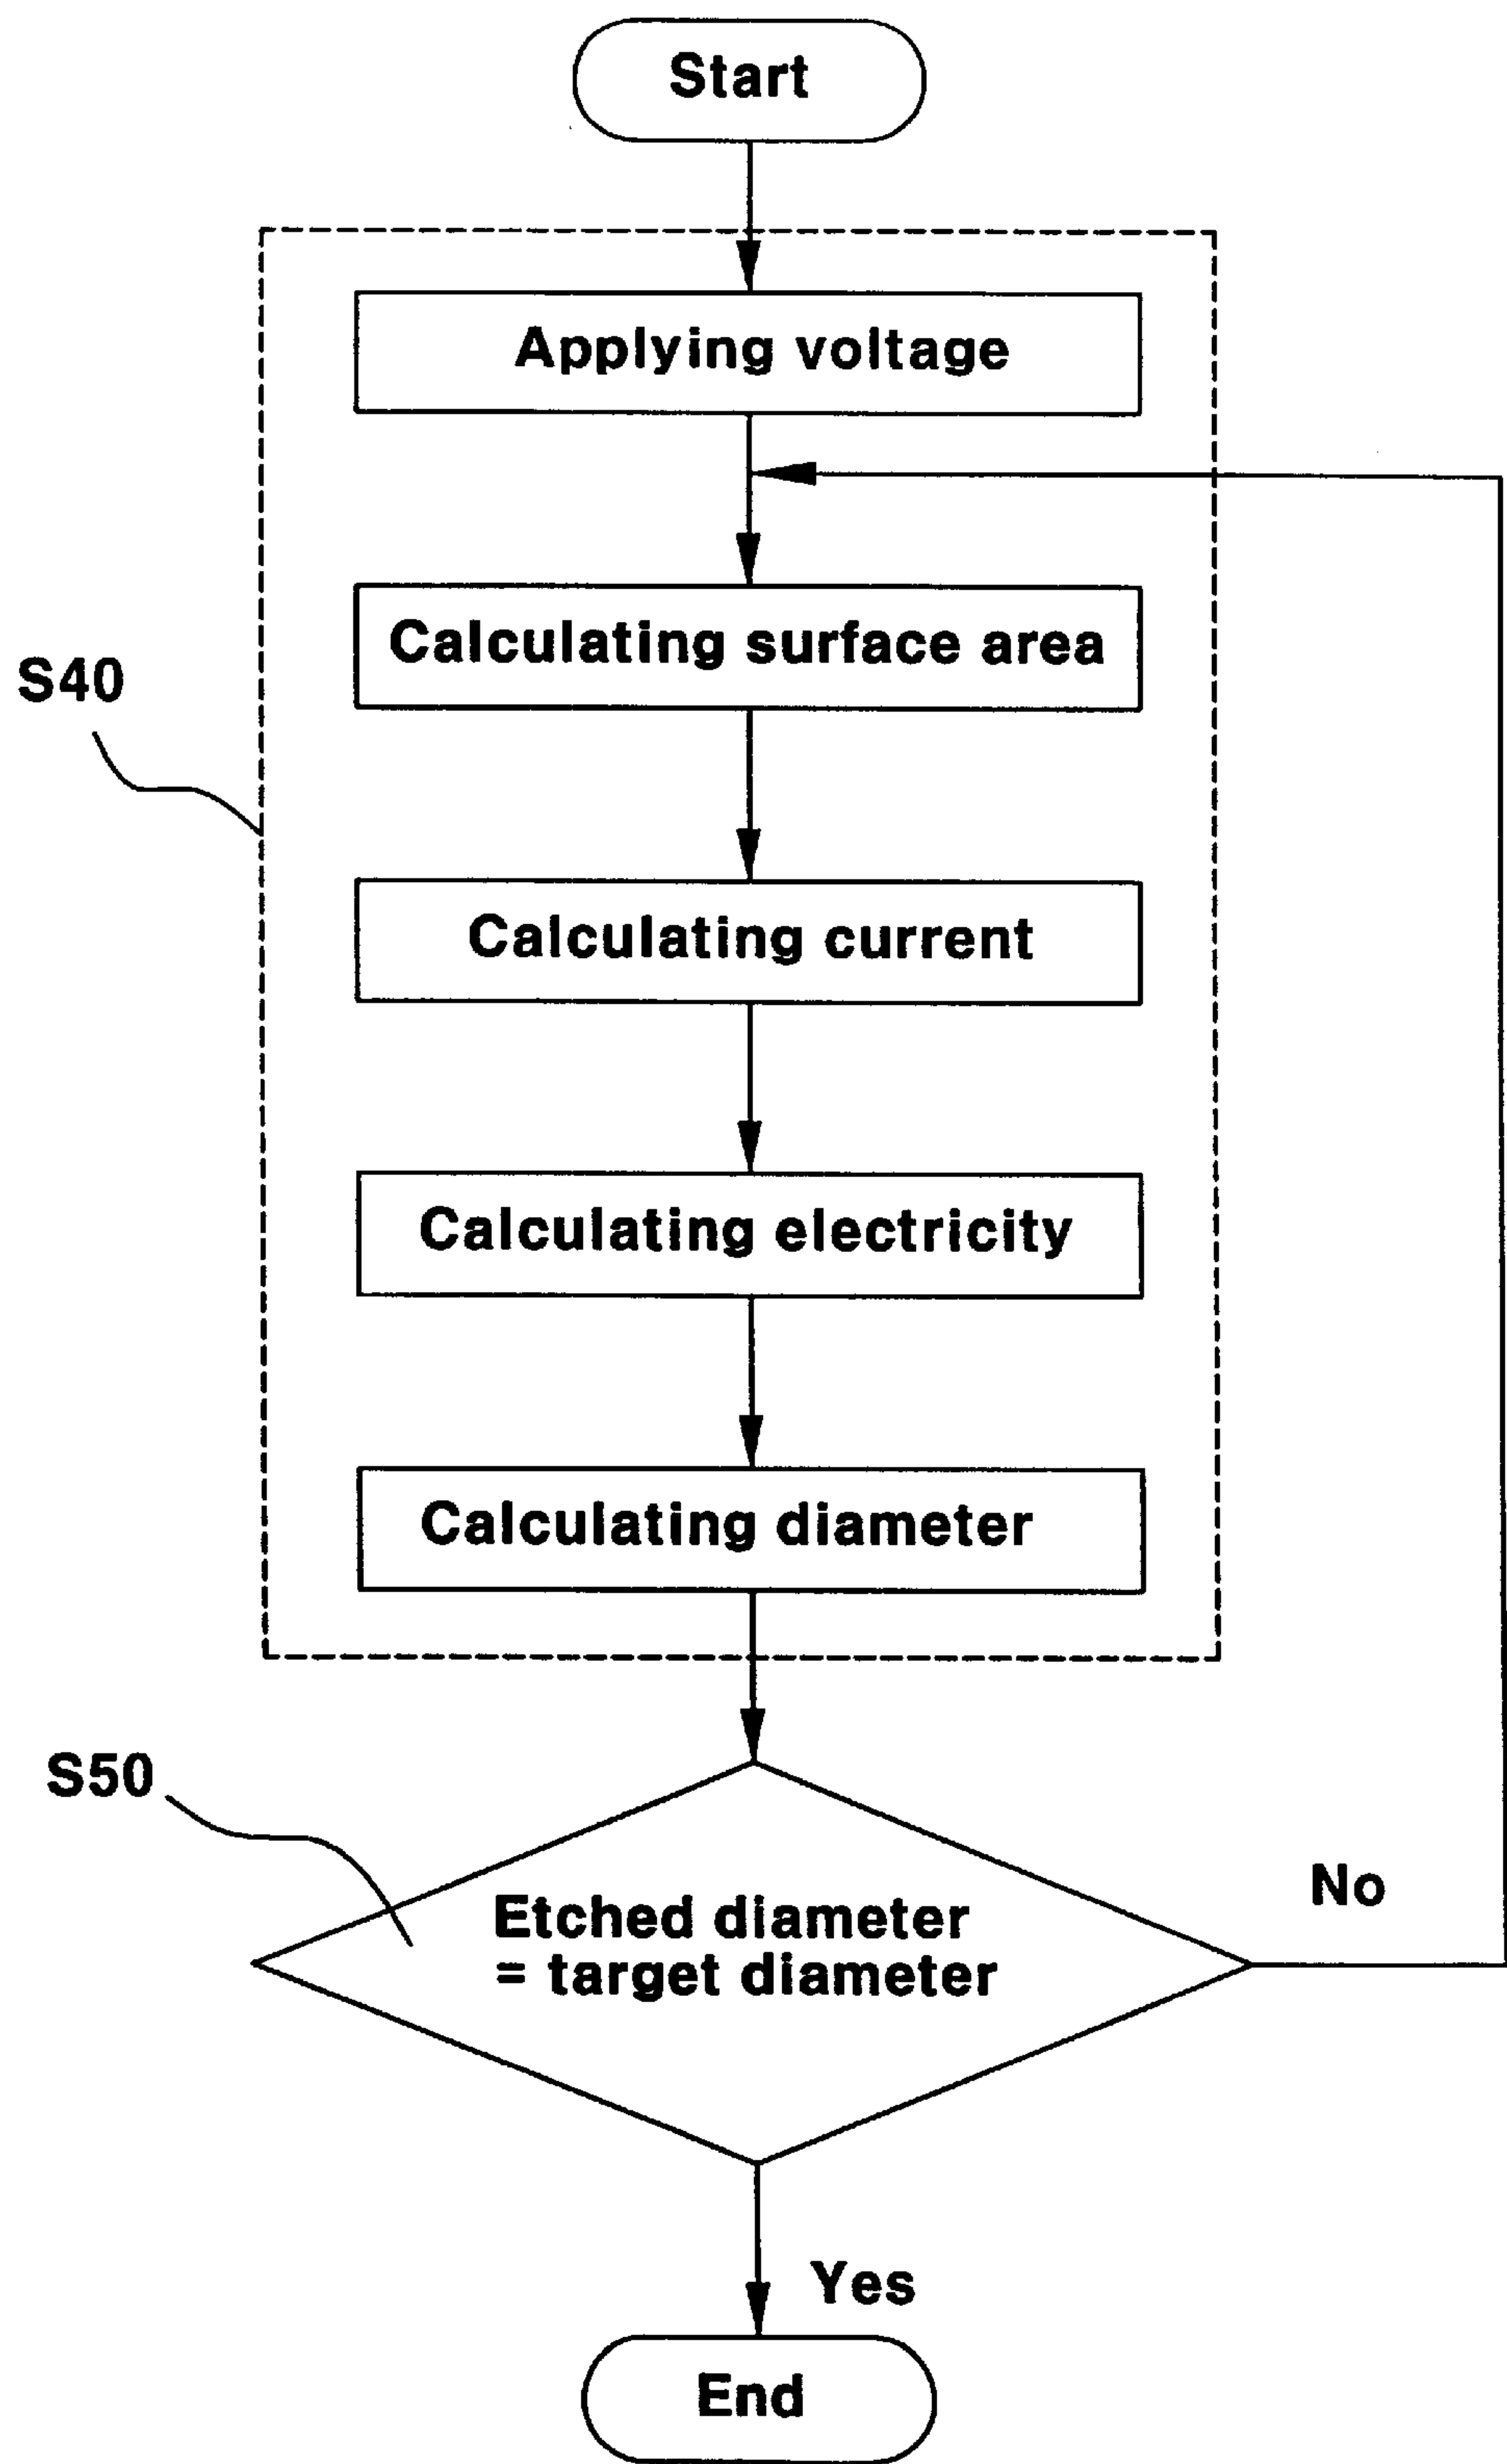 Start
Applying voltage
Calculating surface area
S40
Calculating current
Calculating electricity
Calculating diameter
S50
No
Etched diameter
= target diameter
Yes
End